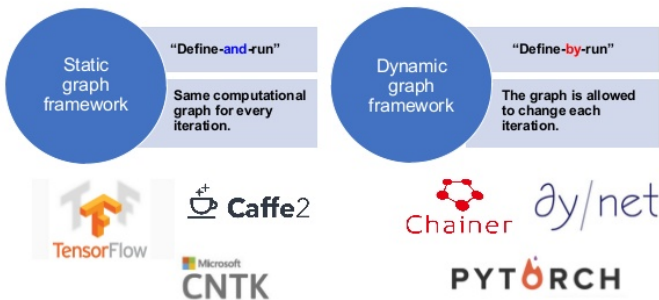 Static
graph
framework
“Define-and-run”
Same computational
graph for every
iteration.
Dynamic
graph
framework
“Define-by-run”
The graph is allowed
to change each
iteration.
TensorFlow
Caffe2
Microsoft
CNTK
Chainer
∂y/net
PYTORCH